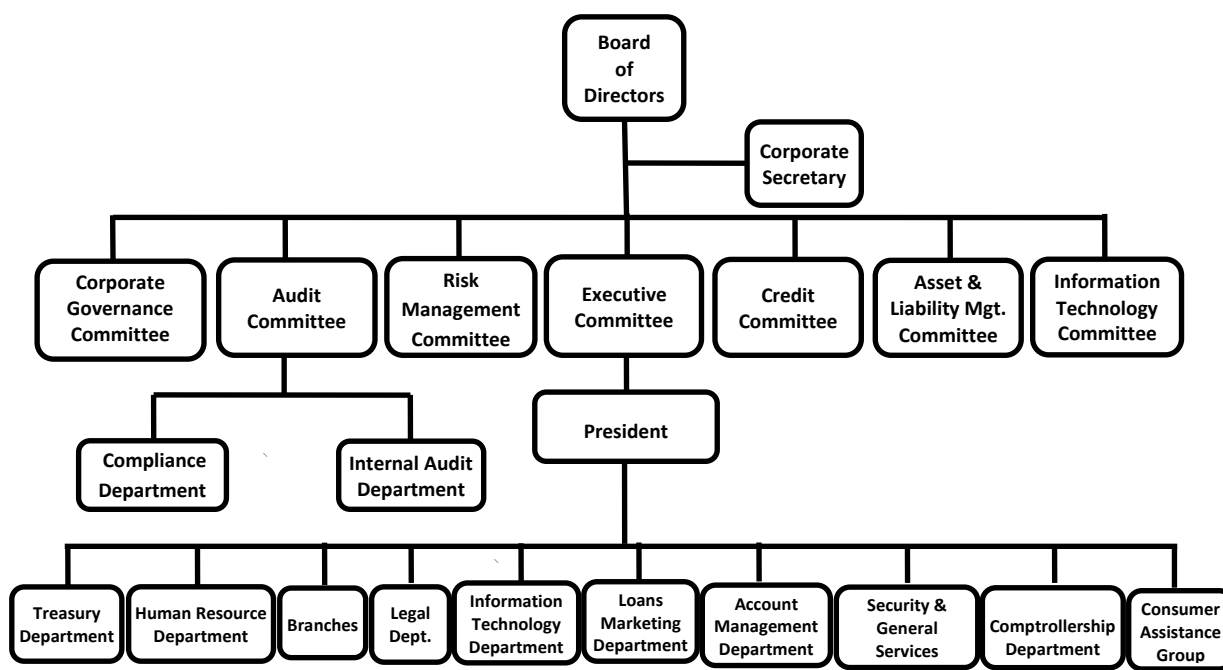 Board
of
Directors
Corporate
Secretary
Corporate
Governance
Committee
Audit
Committee
Risk
Management
Committee
Executive
Committee
Credit
Committee
Asset &
Liability Mgt.
Committee
Information
Technology
Committee
President
Compliance
Department
Internal Audit
Department
Treasury
Department
Human Resource
Department
Branches
Legal
Dept.
Information
Technology
Department
Loans
Marketing
Department
Account
Management
Department
Security &
General
Services
Comptrollership
Department
Consumer
Assistance
Group